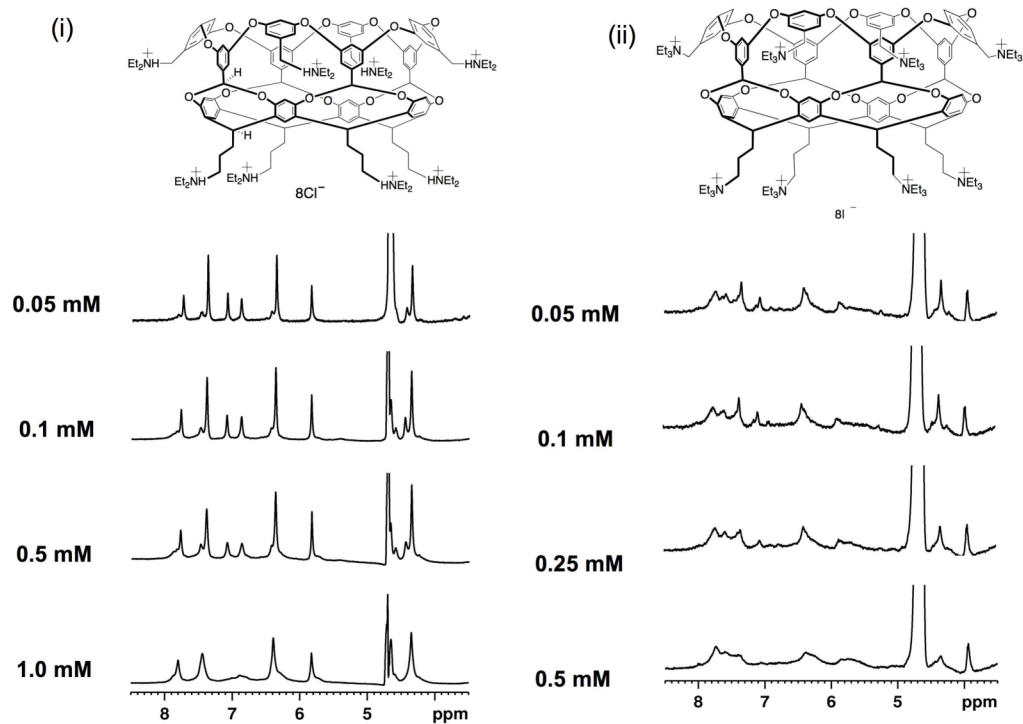 (i)
O O O O O O O O
Et₂NH⁺ HNEt₂⁺ HNEt₂⁺ HNEt₂⁺
H
O O O O O O O O
H
Et₂NH⁺ Et₂NH⁺ HNEt₂⁺ HNEt₂⁺
8Cl⁻
0.05 mM
0.1 mM
0.5 mM
1.0 mM
8 7 6 5 ppm
(ii)
O O O O O O O O
Et₃N⁺ Et₃N⁺ NEt₃⁺ NEt₃⁺
O O O O O O O O
Et₃N⁺ Et₃N⁺ NEt₃⁺ NEt₃⁺
8I⁻
0.05 mM
0.1 mM
0.25 mM
0.5 mM
8 7 6 5 ppm